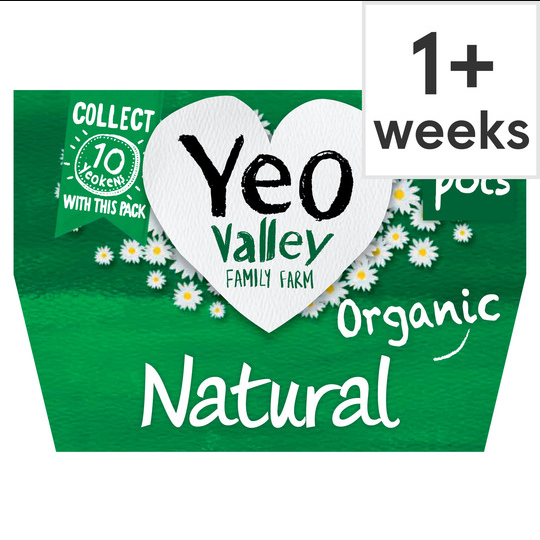 1+
weeks
COLLECT
10
Yeokens
WITH THIS PACK
Yeo
Valley
FAMILY FARM
pots
Organic
Natural